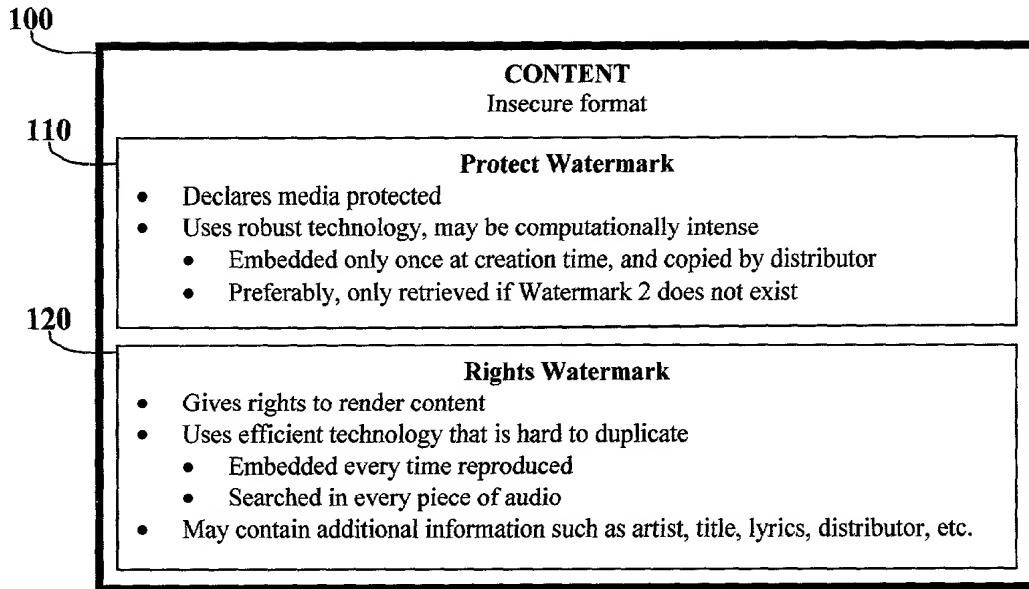 100
CONTENT
Insecure format
110
Protect Watermark
• Declares media protected
• Uses robust technology, may be computationally intense
• Embedded only once at creation time, and copied by distributor
• Preferably, only retrieved if Watermark 2 does not exist
120
Rights Watermark
• Gives rights to render content
• Uses efficient technology that is hard to duplicate
• Embedded every time reproduced
• Searched in every piece of audio
• May contain additional information such as artist, title, lyrics, distributor, etc.